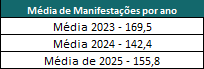 Média de Manifestações por ano
Média 2023 - 169,5
Média 2024 - 142,4
Média de 2025 - 155,8